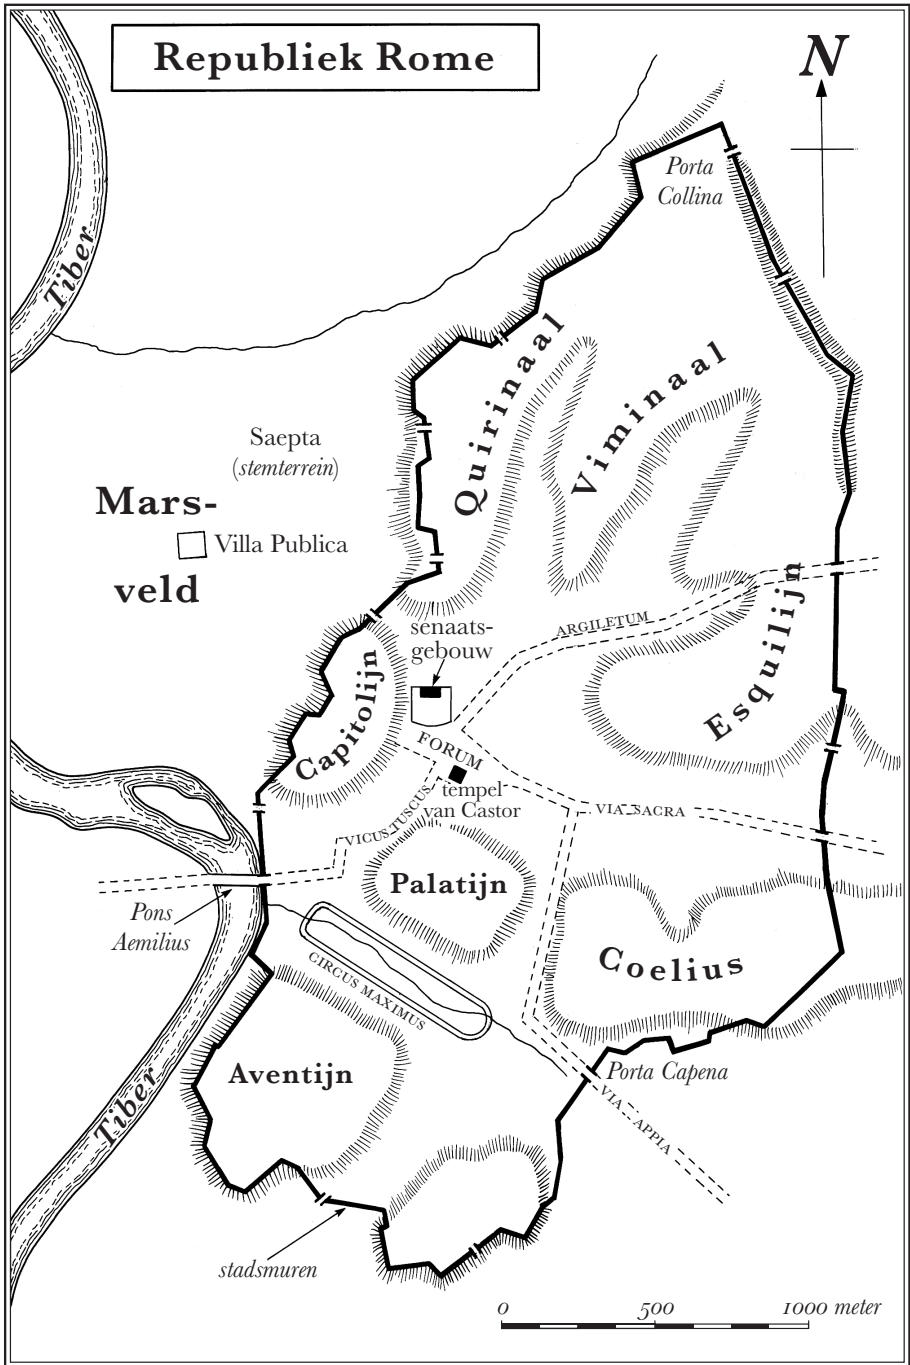 Republiek Rome
N
Porta
Collina
Tiber
Quirinaal
Viminaal
Saepta
(stemterrein)
Mars-
Villa Publica
veld
Esquilijn
ARGILETUM
senaats-
gebouw
Capitolijn
FORUM
tempel
van Castor
VICUS TUSCUS
VIA SACRA
Palatijn
Pons
Aemilius
Coelius
CIRCUS MAXIMUS
Aventijn
Porta Capena
Tiber
VIA APPIA
stadsmuren
0 500 1000 meter